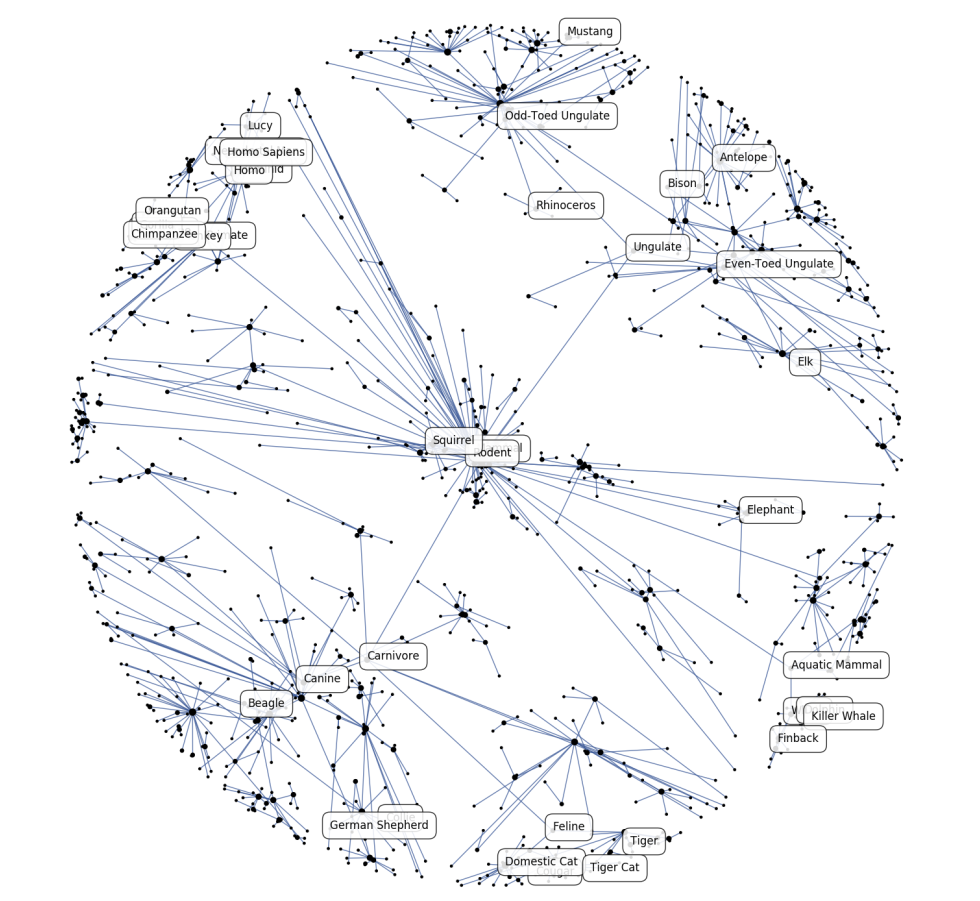 Mustang
Odd-Toed Ungulate
Lucy
Homo Sapiens
Homo
Antelope
Bison
Rhinoceros
Orangutan
Chimpanzee
Ungulate
Even-Toed Ungulate
Elk
Squirrel
Rodent
Elephant
Carnivore
Canine
Beagle
Aquatic Mammal
Killer Whale
Finback
German Shepherd
Feline
Tiger
Domestic Cat
Cougar
Tiger Cat